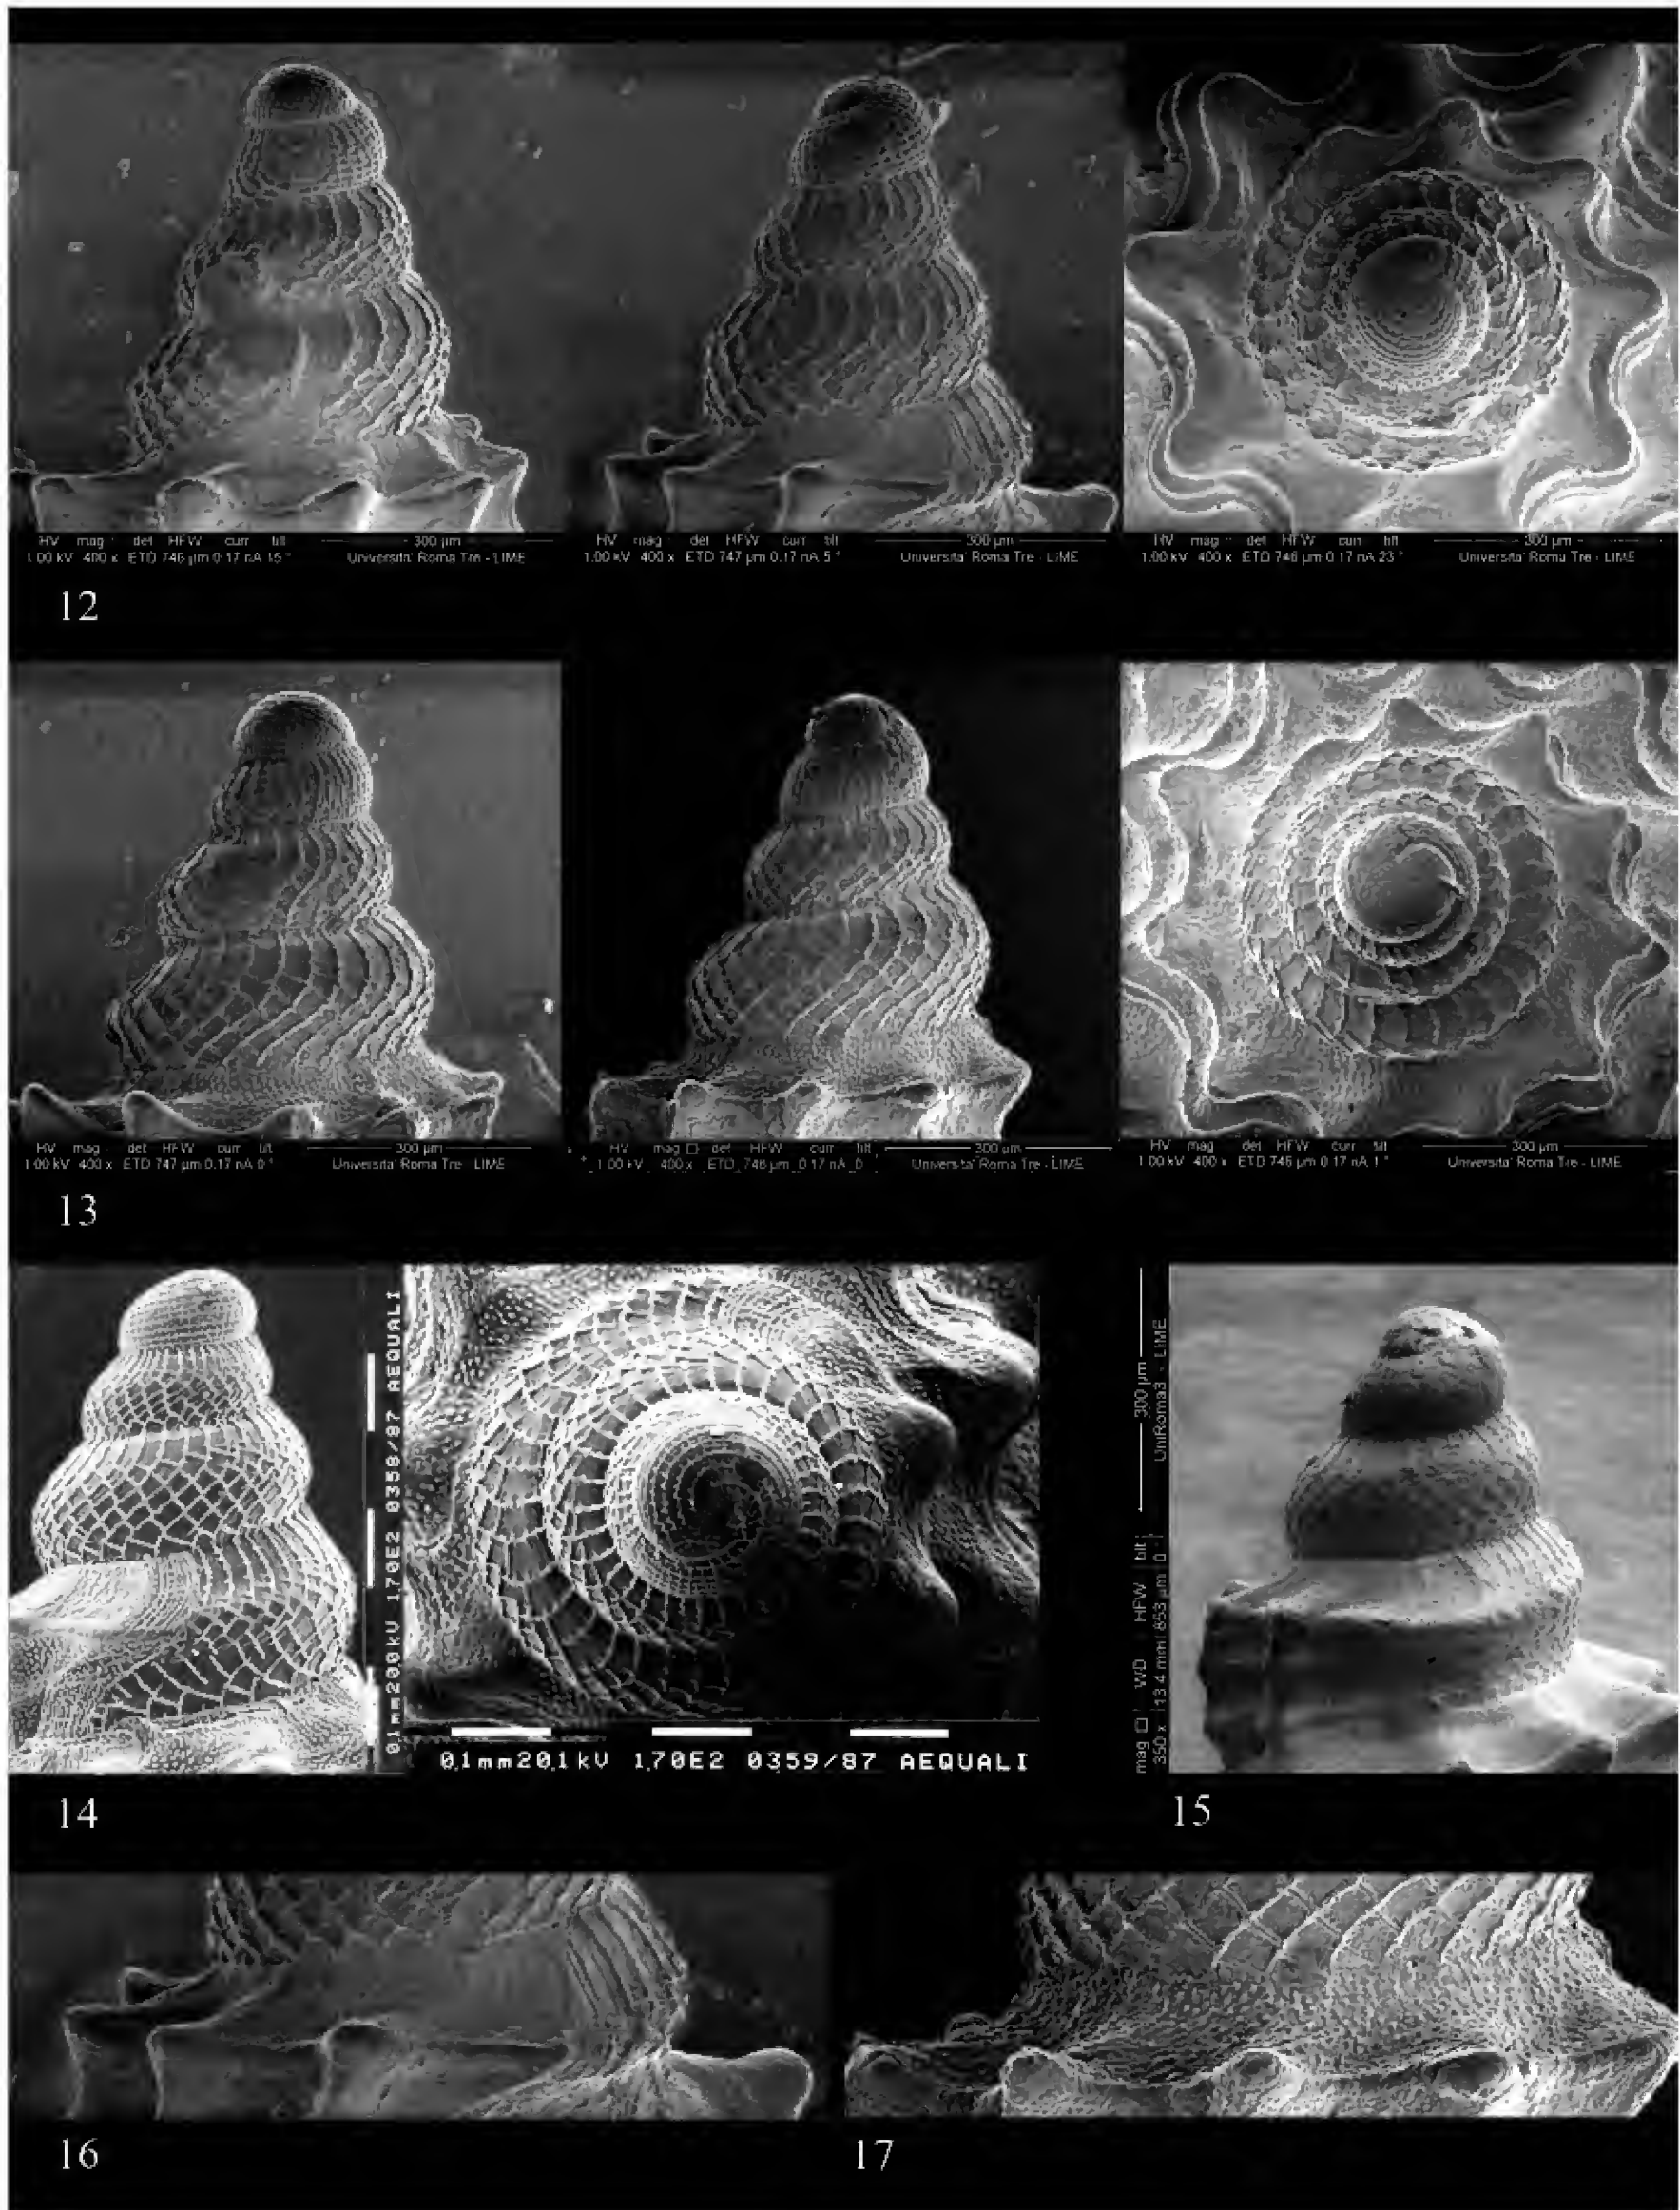 HV mag det HFW curr tilt 300 µm
1.00 kV 400 x ETD 746 µm 0.17 nA 15 ° Universita' Roma Tre - LIME
HV mag det HFW curr tilt 300 µm
1.00 kV 400 x ETD 747 µm 0.17 nA 5 ° Universita' Roma Tre - LIME
HV mag det HFW curr tilt 300 µm
1.00 kV 400 x ETD 746 µm 0.17 nA 23 ° Universita' Roma Tre - LIME
12
HV mag det HFW curr tilt 300 µm
1.00 kV 400 x ETD 747 µm 0.17 nA 0 ° Universita' Roma Tre - LIME
HV mag □ det HFW curr tilt 300 µm
1.00 kV 400 x ETD 746 µm 0.17 nA 0 Universita' Roma Tre - LIME
HV mag det HFW curr tilt 300 µm
1.00 kV 400 x ETD 746 µm 0.17 nA 1 ° Universita' Roma Tre - LIME
13
0.1mm 20.0kV 1.70E2 0358/87 AEQUALI
0.1mm20.1kV 1.70E2 0359/87 AEQUALI
mag □ WD HFW tilt 300 µm
350 x 13.4 mm 853 µm 0 ° UniRoma3 - LIME
14
15
16
17